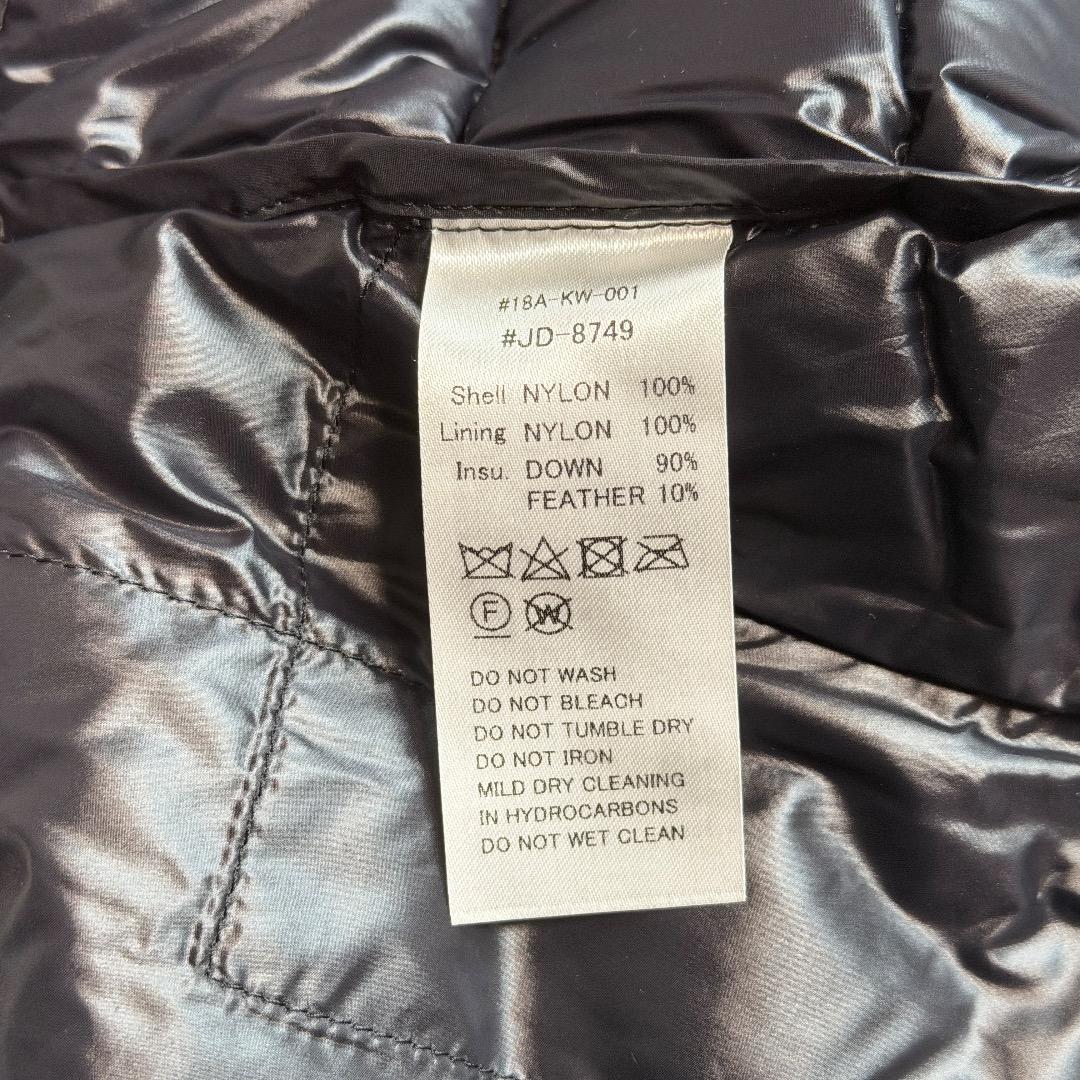 #18A-KW-001
#JD-8749
Shell NYLON 100%
Lining NYLON 100%
Insu. DOWN 90%
FEATHER 10%
F W
DO NOT WASH
DO NOT BLEACH
DO NOT TUMBLE DRY
DO NOT IRON
MILD DRY CLEANING
IN HYDROCARBONS
DO NOT WET CLEAN